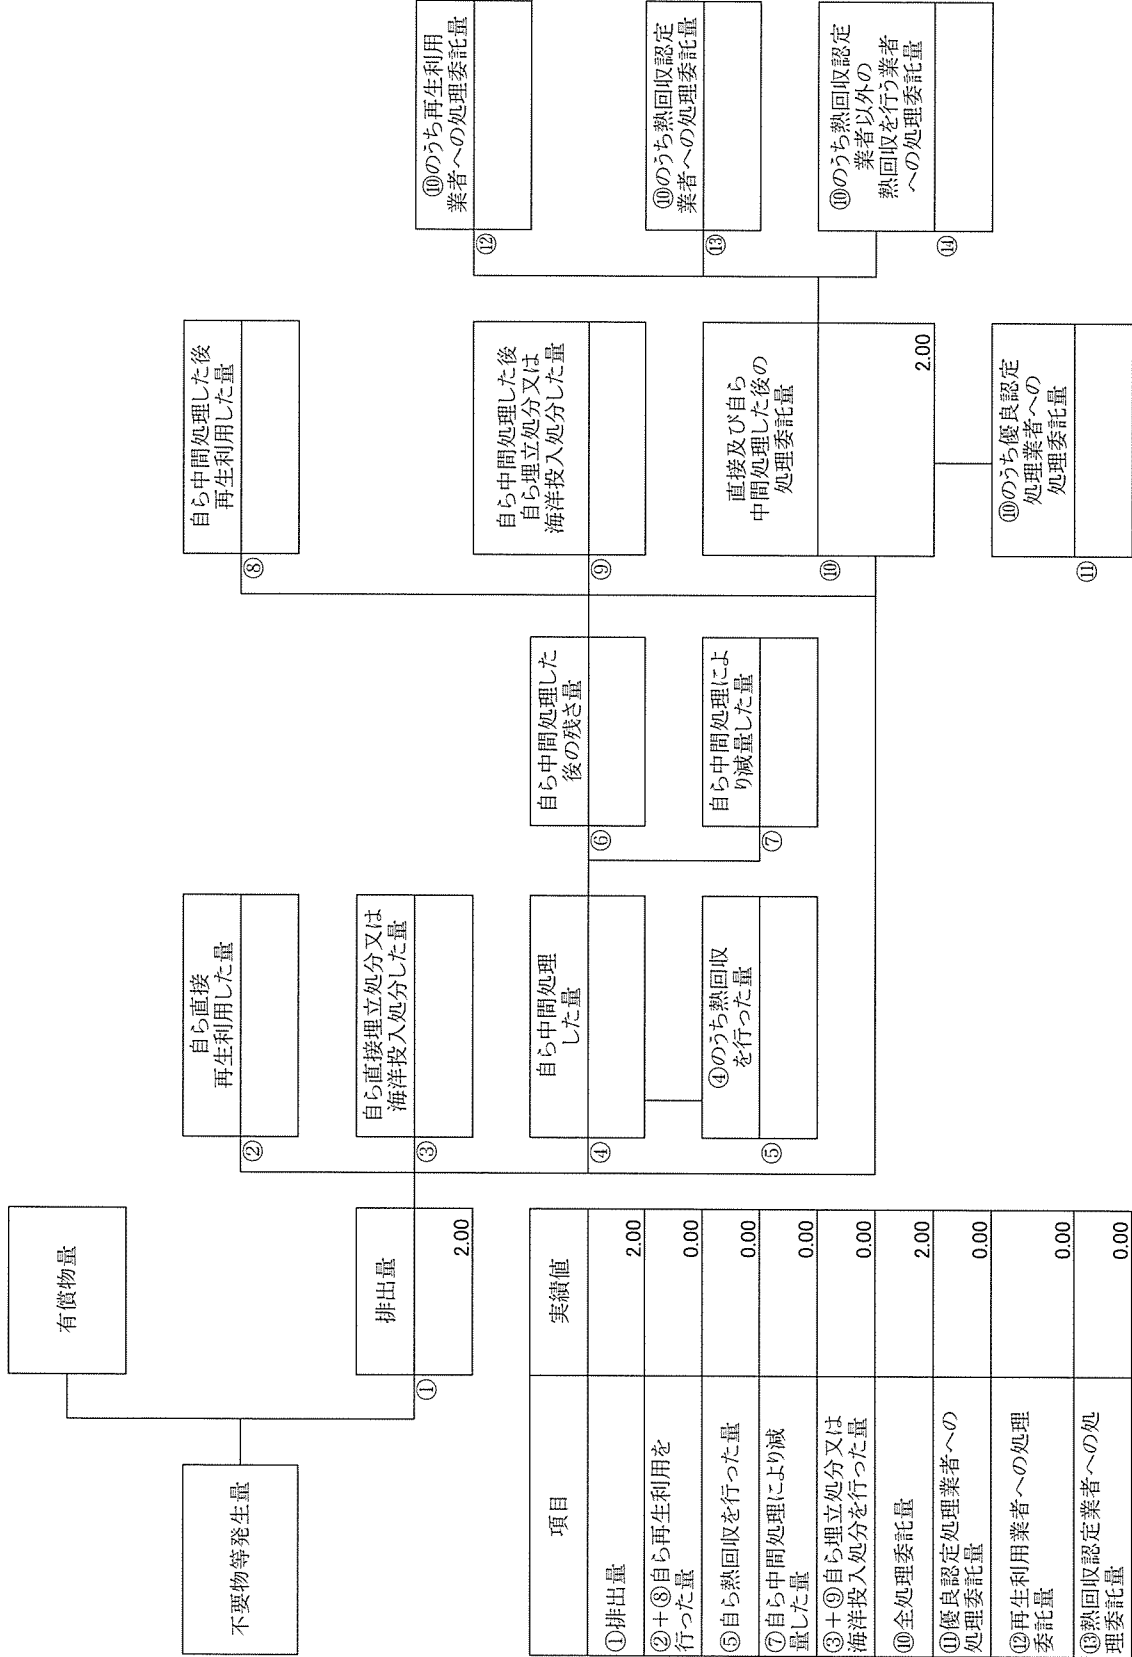 不要物等発生量
有償物量
排出量
①
2.00
自ら直接
再生利用した量
②
自ら直接埋立処分又は
海洋投入処分した量
③
自ら中間処理
した量
④
④のうち熱回収
を行った量
⑤
自ら中間処理した
後の残さ量
⑥
自ら中間処理によ
り減量した量
⑦
自ら中間処理した後
再生利用した量
⑧
自ら中間処理した後
自ら埋立処分又は
海洋投入処分した量
⑨
直接及び自ら
中間処理した後の
処理委託量
⑩
2.00
⑩のうち優良認定
処理業者への
処理委託量
⑪
⑩のうち再生利用
業者への処理委託量
⑫
⑩のうち熱回収認定
業者への処理委託量
⑬
⑩のうち熱回収認定
業者以外の
熱回収を行う業者
への処理委託量
⑭
項目 実績値
①排出量 2.00
②+⑧自ら再生利用を
行った量 0.00
⑤自ら熱回収を行った量 0.00
⑦自ら中間処理により減
量した量 0.00
③+⑨自ら埋立処分又は
海洋投入処分を行った量 0.00
⑩全処理委託量 2.00
⑪優良認定処理業者への
処理委託量 0.00
⑫再生利用業者への処理
委託量 0.00
⑬熱回収認定業者への処
理委託量 0.00